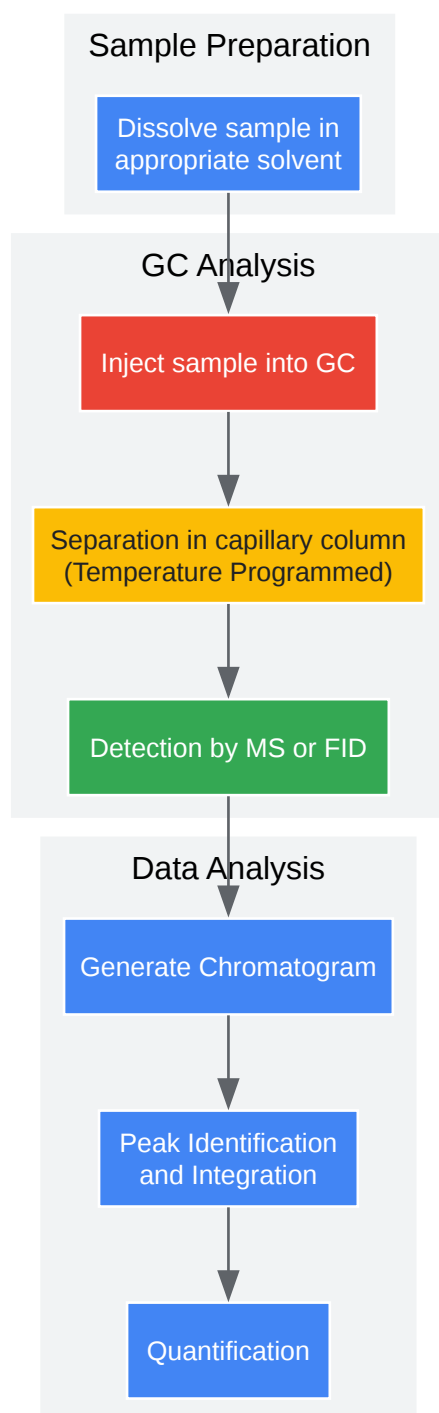 Sample Preparation
Dissolve sample in
appropriate solvent
GC Analysis
Inject sample into GC
Separation in capillary column
(Temperature Programmed)
Detection by MS or FID
Data Analysis
Generate Chromatogram
Peak Identification
and Integration
Quantification